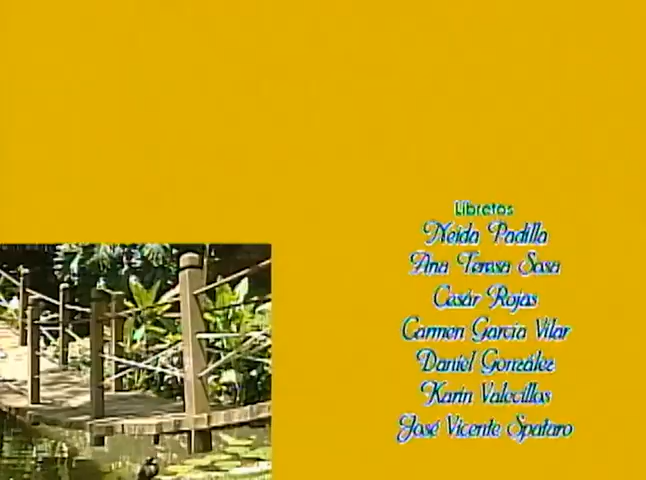 Libretos
Neida Padilla
Ana Teresa Sosa
César Rojas
Carmen García Vilar
Daniel González
Karin Valecillos
José Vicente Spataro